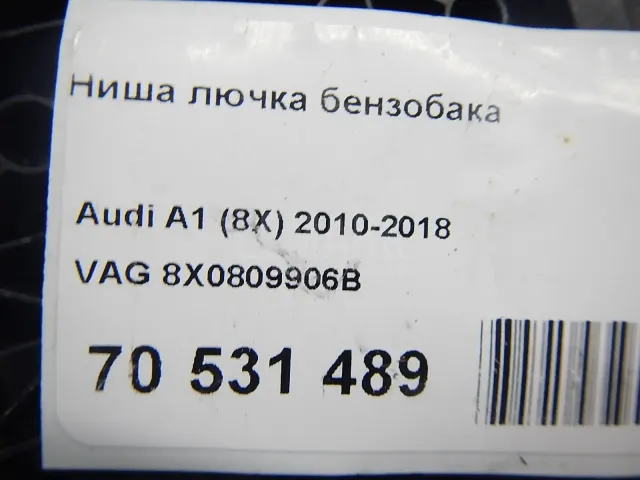 Ниша лючка бензобака
Audi A1 (8X) 2010-2018
VAG 8X0809906B
70 531 489